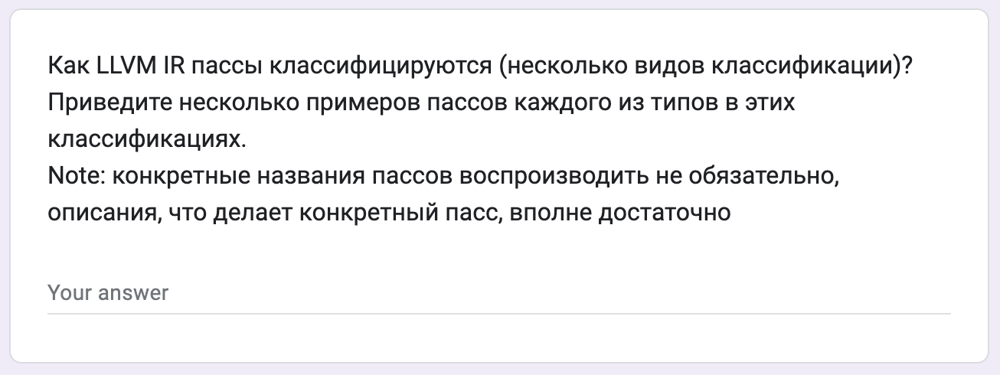 Как LLVM IR пассы классифицируются (несколько видов классификации)?
Приведите несколько примеров пассов каждого из типов в этих
классификациях.
Note: конкретные названия пассов воспроизводить не обязательно,
описания, что делает конкретный пасс, вполне достаточно
Your answer